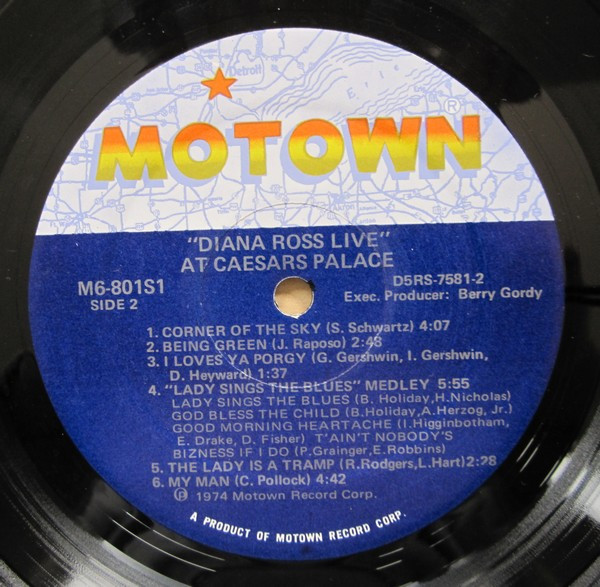 Detroit
Erie
MOTOWN®
"DIANA ROSS LIVE"
AT CAESARS PALACE
M6-801S1
SIDE 2
D5RS-7581-2
Exec. Producer: Berry Gordy
1. CORNER OF THE SKY (S. Schwartz) 4:07
2. BEING GREEN (J. Raposo) 2:48
3. I LOVES YA PORGY (G. Gershwin, I. Gershwin,
D. Heyward) 1:37
4. "LADY SINGS THE BLUES" MEDLEY 5:55
LADY SINGS THE BLUES (B. Holiday,H.Nicholas)
GOD BLESS THE CHILD (B.Holiday,A.Herzog, Jr.)
GOOD MORNING HEARTACHE (I.Higginbotham,
E. Drake, D. Fisher) T'AIN'T NOBODY'S
BIZNESS IF I DO (P.Grainger,E.Robbins)
5. THE LADY IS A TRAMP (R.Rodgers,L.Hart)2:28
6. MY MAN (C. Pollock) 4:42
℗ 1974 Motown Record Corp.
A PRODUCT OF MOTOWN RECORD CORP.